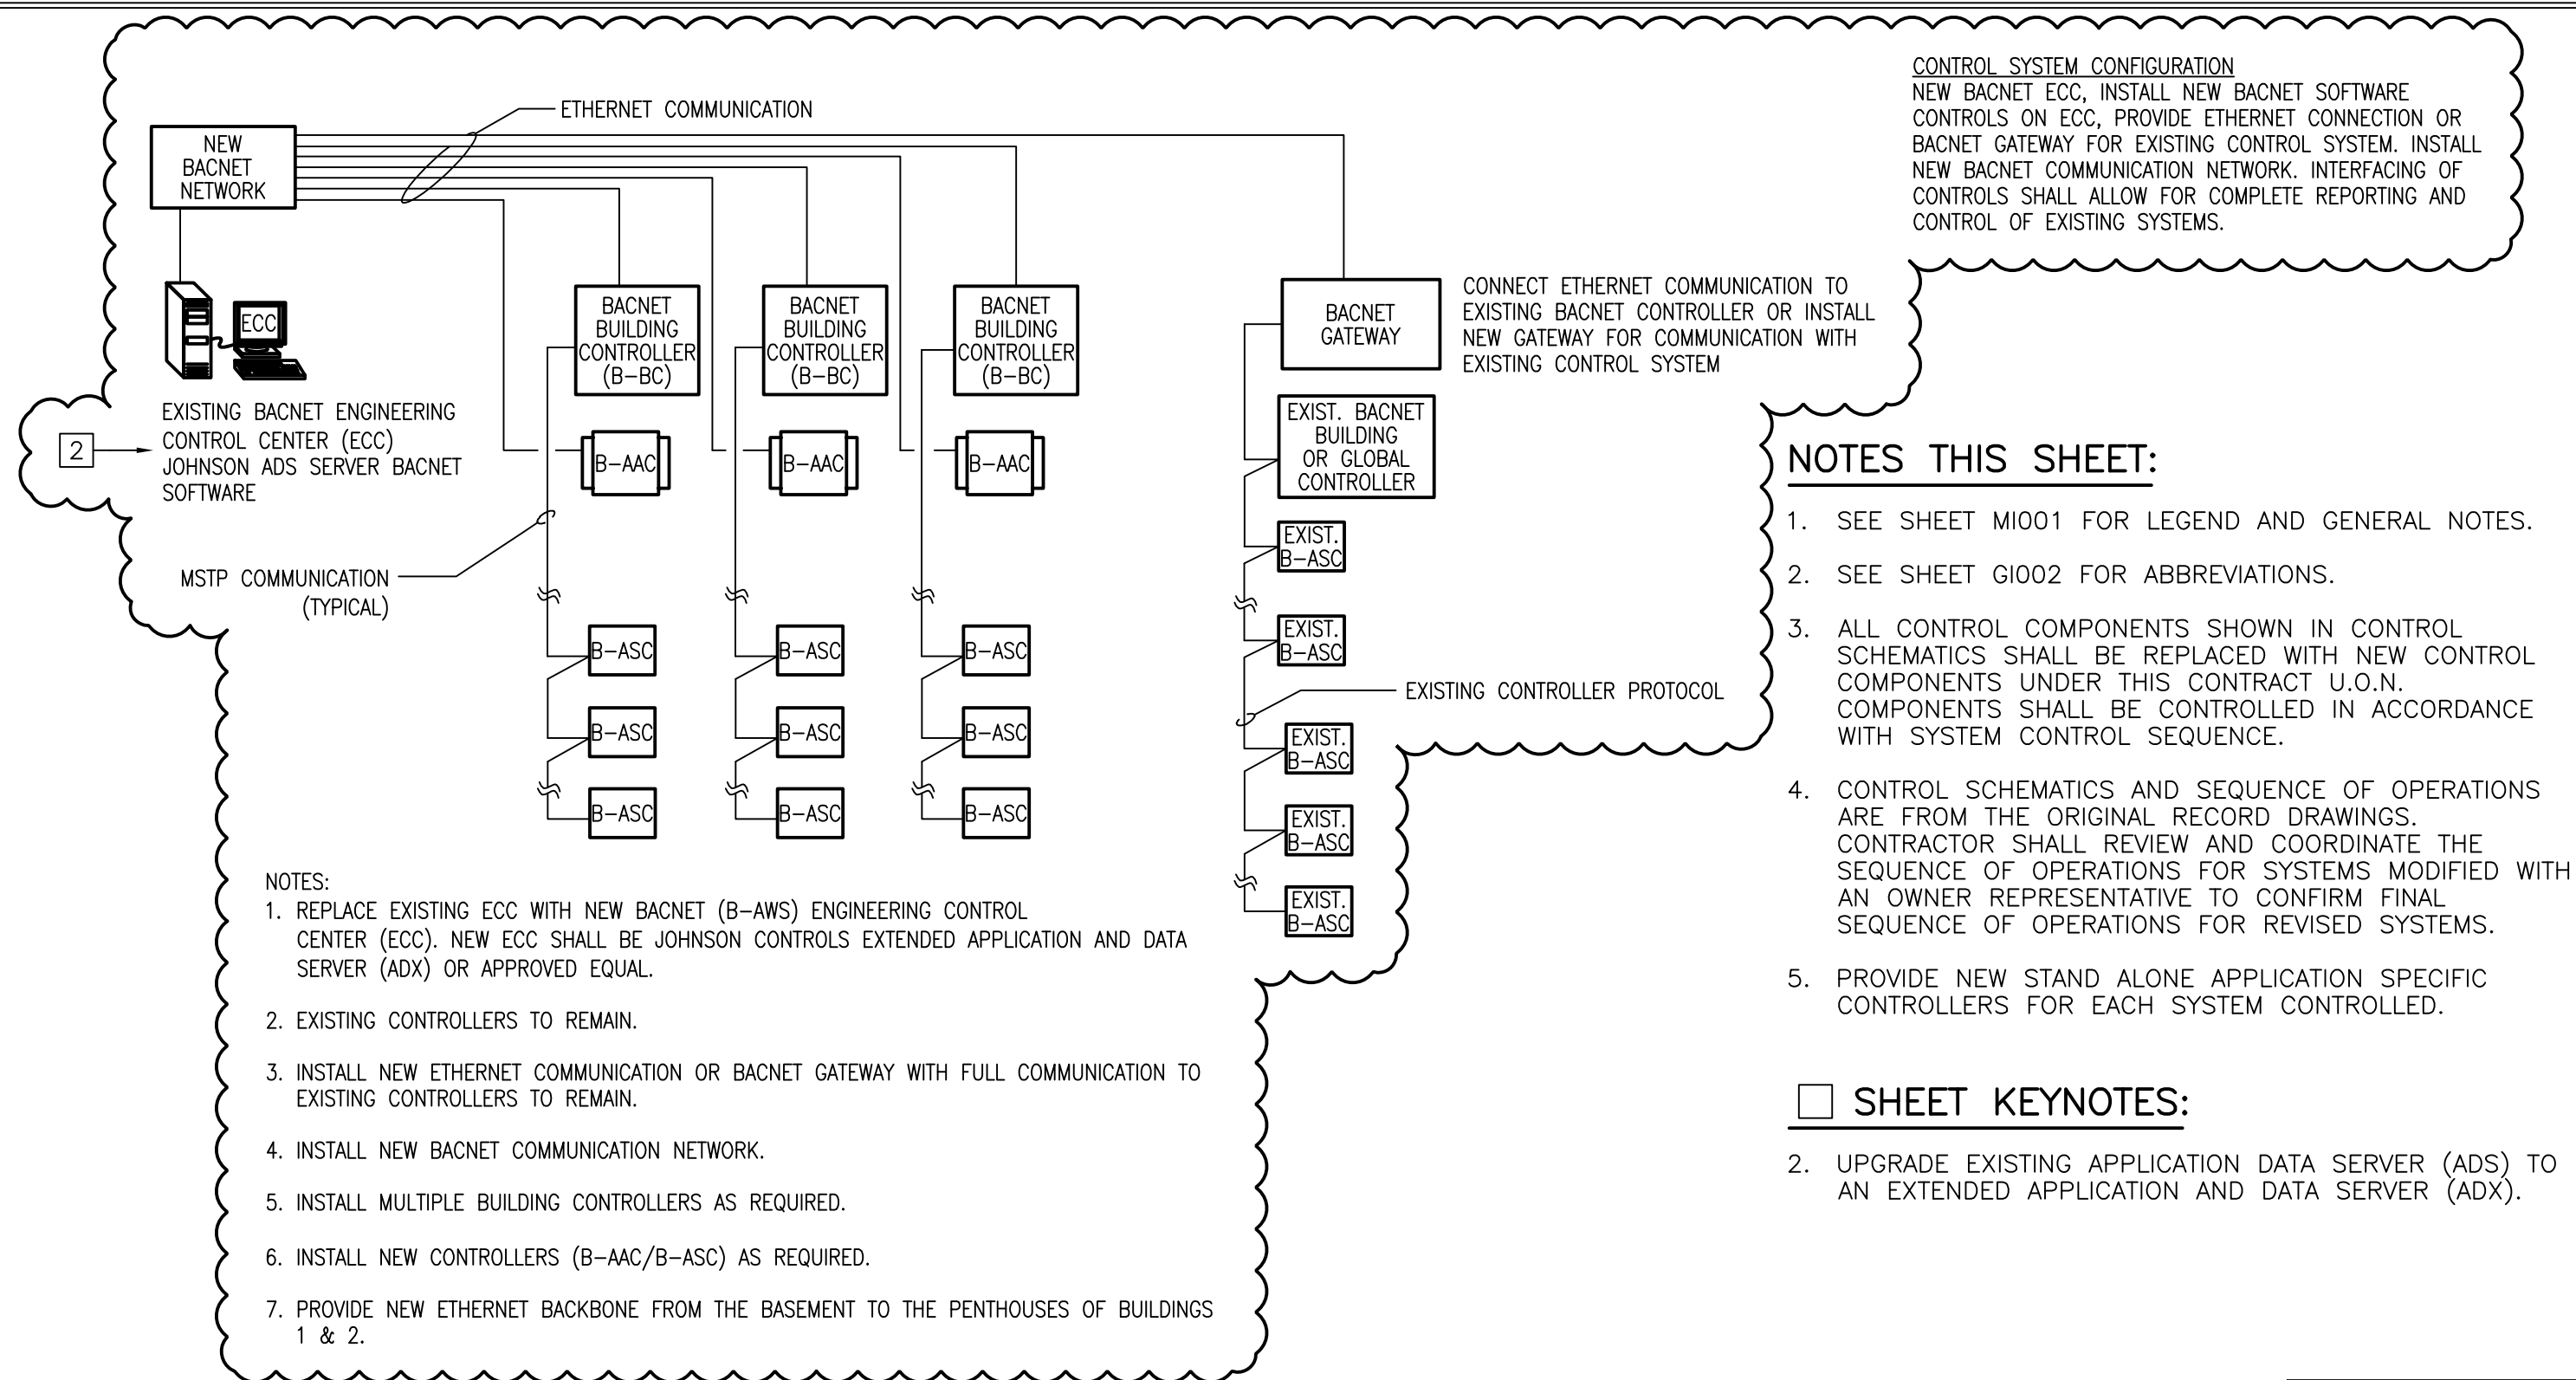 CONTROL SYSTEM CONFIGURATION
NEW BACNET ECC, INSTALL NEW BACNET SOFTWARE
CONTROLS ON ECC, PROVIDE ETHERNET CONNECTION OR
BACNET GATEWAY FOR EXISTING CONTROL SYSTEM. INSTALL
NEW BACNET COMMUNICATION NETWORK. INTERFACING OF
CONTROLS SHALL ALLOW FOR COMPLETE REPORTING AND
CONTROL OF EXISTING SYSTEMS.
ETHERNET COMMUNICATION
NEW
BACNET
NETWORK
ECC
BACNET
BUILDING
CONTROLLER
(B-BC)
BACNET
BUILDING
CONTROLLER
(B-BC)
BACNET
BUILDING
CONTROLLER
(B-BC)
BACNET
GATEWAY
CONNECT ETHERNET COMMUNICATION TO
EXISTING BACNET CONTROLLER OR INSTALL
NEW GATEWAY FOR COMMUNICATION WITH
EXISTING CONTROL SYSTEM
2
EXISTING BACNET ENGINEERING
CONTROL CENTER (ECC)
JOHNSON ADS SERVER BACNET
SOFTWARE
B-AAC
B-AAC
B-AAC
EXIST. BACNET
BUILDING
OR GLOBAL
CONTROLLER
MSTP COMMUNICATION
(TYPICAL)
EXIST.
B-ASC
EXIST.
B-ASC
B-ASC
B-ASC
B-ASC
EXISTING CONTROLLER PROTOCOL
B-ASC
B-ASC
B-ASC
EXIST.
B-ASC
B-ASC
B-ASC
B-ASC
EXIST.
B-ASC
EXIST.
B-ASC
NOTES:
1. REPLACE EXISTING ECC WITH NEW BACNET (B-AWS) ENGINEERING CONTROL
CENTER (ECC). NEW ECC SHALL BE JOHNSON CONTROLS EXTENDED APPLICATION AND DATA
SERVER (ADX) OR APPROVED EQUAL.
2. EXISTING CONTROLLERS TO REMAIN.
3. INSTALL NEW ETHERNET COMMUNICATION OR BACNET GATEWAY WITH FULL COMMUNICATION TO
EXISTING CONTROLLERS TO REMAIN.
4. INSTALL NEW BACNET COMMUNICATION NETWORK.
5. INSTALL MULTIPLE BUILDING CONTROLLERS AS REQUIRED.
6. INSTALL NEW CONTROLLERS (B-AAC/B-ASC) AS REQUIRED.
7. PROVIDE NEW ETHERNET BACKBONE FROM THE BASEMENT TO THE PENTHOUSES OF BUILDINGS
1 & 2.
NOTES THIS SHEET:
1. SEE SHEET MI001 FOR LEGEND AND GENERAL NOTES.
2. SEE SHEET GI002 FOR ABBREVIATIONS.
3. ALL CONTROL COMPONENTS SHOWN IN CONTROL
SCHEMATICS SHALL BE REPLACED WITH NEW CONTROL
COMPONENTS UNDER THIS CONTRACT U.O.N.
COMPONENTS SHALL BE CONTROLLED IN ACCORDANCE
WITH SYSTEM CONTROL SEQUENCE.
4. CONTROL SCHEMATICS AND SEQUENCE OF OPERATIONS
ARE FROM THE ORIGINAL RECORD DRAWINGS.
CONTRACTOR SHALL REVIEW AND COORDINATE THE
SEQUENCE OF OPERATIONS FOR SYSTEMS MODIFIED WITH
AN OWNER REPRESENTATIVE TO CONFIRM FINAL
SEQUENCE OF OPERATIONS FOR REVISED SYSTEMS.
5. PROVIDE NEW STAND ALONE APPLICATION SPECIFIC
CONTROLLERS FOR EACH SYSTEM CONTROLLED.
SHEET KEYNOTES:
2. UPGRADE EXISTING APPLICATION DATA SERVER (ADS) TO
AN EXTENDED APPLICATION AND DATA SERVER (ADX).